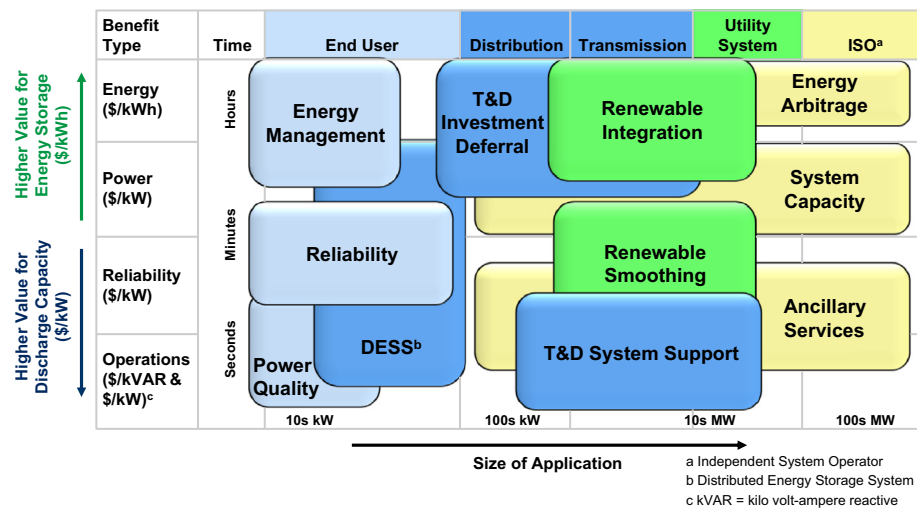 Benefit
Type
Time
End User
Distribution
Transmission
Utility
System
ISOa
Higher Value for
Energy Storage
($/kWh)
Higher Value for
Discharge Capacity
($/kW)
Energy
($/kWh)
Power
($/kW)
Reliability
($/kW)
Operations
($/kVAR &
$/kW)c
Hours
Minutes
Seconds
Energy
Management
T&D
Investment
Deferral
Renewable
Integration
Energy
Arbitrage
System
Capacity
Reliability
Renewable
Smoothing
Ancillary
Services
DESSb
T&D System Support
Power
Quality
10s kW
100s kW
10s MW
100s MW
Size of Application
a Independent System Operator
b Distributed Energy Storage System
c kVAR = kilo volt-ampere reactive